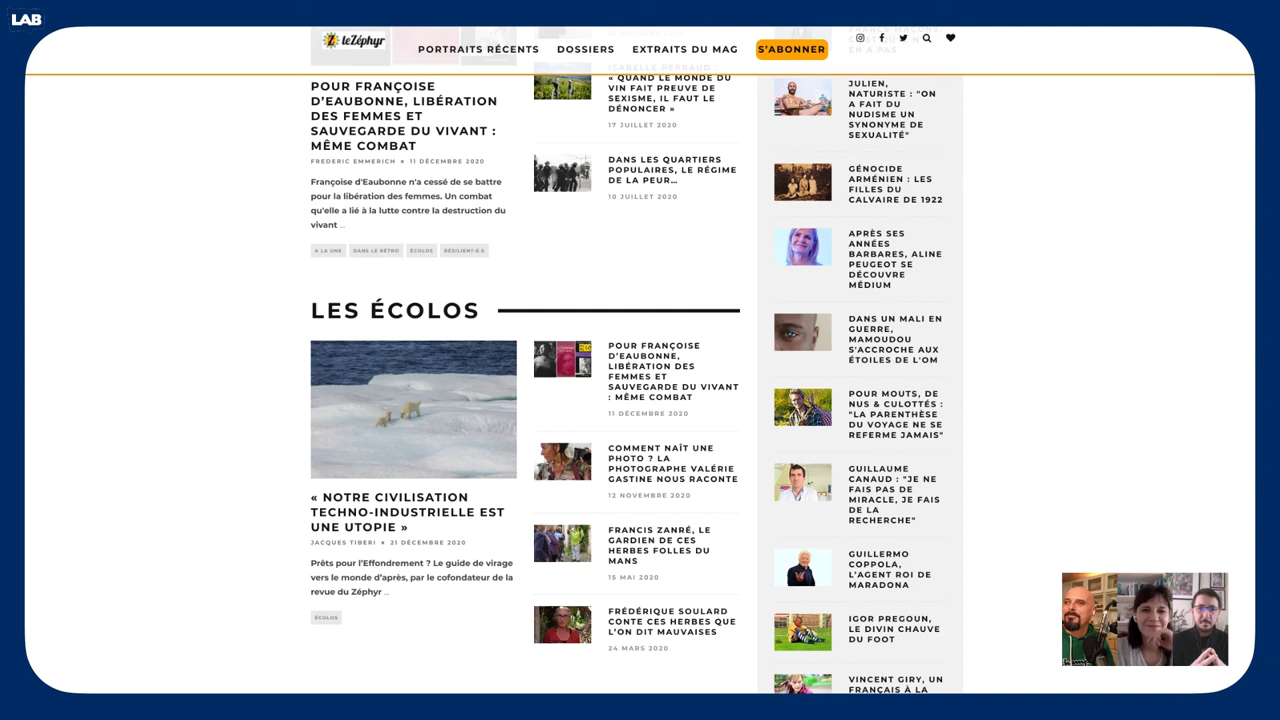 LAB
leZéphyr
PORTRAITS RÉCENTS
DOSSIERS
EXTRAITS DU MAG
S'ABONNER
POUR FRANÇOISE
D'EAUBONNE, LIBÉRATION
DES FEMMES ET
SAUVEGARDE DU VIVANT :
MÊME COMBAT
FREDERIC EMMERICH × 11 DÉCEMBRE 2020
Françoise d'Eaubonne n'a cessé de se battre
pour la libération des femmes. Un combat
qu'elle a lié à la lutte contre la destruction du
vivant ...
A LA UNE
DANS LE RÉTRO
ÉCOLOS
RÉSILIENT·E·S
ISABELLE PERRAUD :
« QUAND LE MONDE DU
VIN FAIT PREUVE DE
SEXISME, IL FAUT LE
DÉNONCER »
17 JUILLET 2020
DANS LES QUARTIERS
POPULAIRES, LE RÉGIME
DE LA PEUR...
10 JUILLET 2020
LES ÉCOLOS
« NOTRE CIVILISATION
TECHNO-INDUSTRIELLE EST
UNE UTOPIE »
JACQUES TIBERI × 21 DÉCEMBRE 2020
Prêts pour l'Effondrement ? Le guide de virage
vers le monde d'après, par le cofondateur de la
revue du Zéphyr ...
ÉCOLOS
POUR FRANÇOISE
D'EAUBONNE,
LIBÉRATION DES
FEMMES ET
SAUVEGARDE DU VIVANT
: MÊME COMBAT
11 DÉCEMBRE 2020
COMMENT NAÎT UNE
PHOTO ? LA
PHOTOGRAPHE VALÉRIE
GASTINE NOUS RACONTE
12 NOVEMBRE 2020
FRANCIS ZANRÉ, LE
GARDIEN DE CES
HERBES FOLLES DU
MANS
15 MAI 2020
FRÉDÉRIQUE SOULARD
CONTE CES HERBES QUE
L'ON DIT MAUVAISES
24 MARS 2020
EN A PAS
JULIEN,
NATURISTE : "ON
A FAIT DU
NUDISME UN
SYNONYME DE
SEXUALITÉ"
GÉNOCIDE
ARMÉNIEN : LES
FILLES DU
CALVAIRE DE 1922
APRÈS SES
ANNÉES
BARBARES, ALINE
PEUGEOT SE
DÉCOUVRE
MÉDIUM
DANS UN MALI EN
GUERRE,
MAMOUDOU
S'ACCROCHE AUX
ÉTOILES DE L'OM
POUR MOUTS, DE
NUS & CULOTTÉS :
"LA PARENTHÈSE
DU VOYAGE NE SE
REFERME JAMAIS"
GUILLAUME
CANAUD : "JE NE
FAIS PAS DE
MIRACLE, JE FAIS
DE LA
RECHERCHE"
GUILLERMO
COPPOLA,
L'AGENT ROI DE
MARADONA
IGOR PREGOUN,
LE DIVIN CHAUVE
DU FOOT
VINCENT GIRY, UN
FRANÇAIS À LA